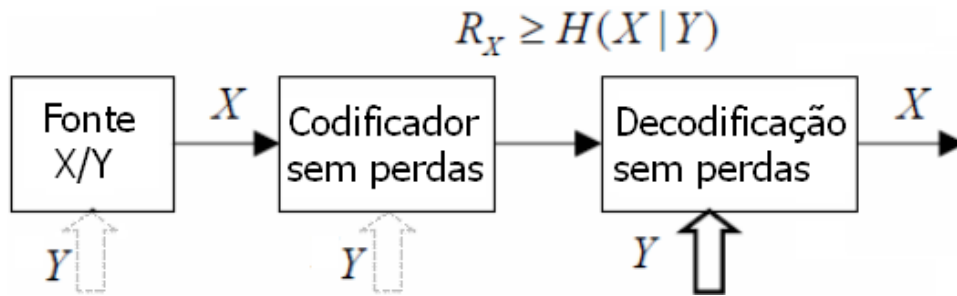 R_X ≥ H(X | Y)
Fonte
X/Y
X
Codificador
sem perdas
Decodificação
sem perdas
X
Y
Y
Y